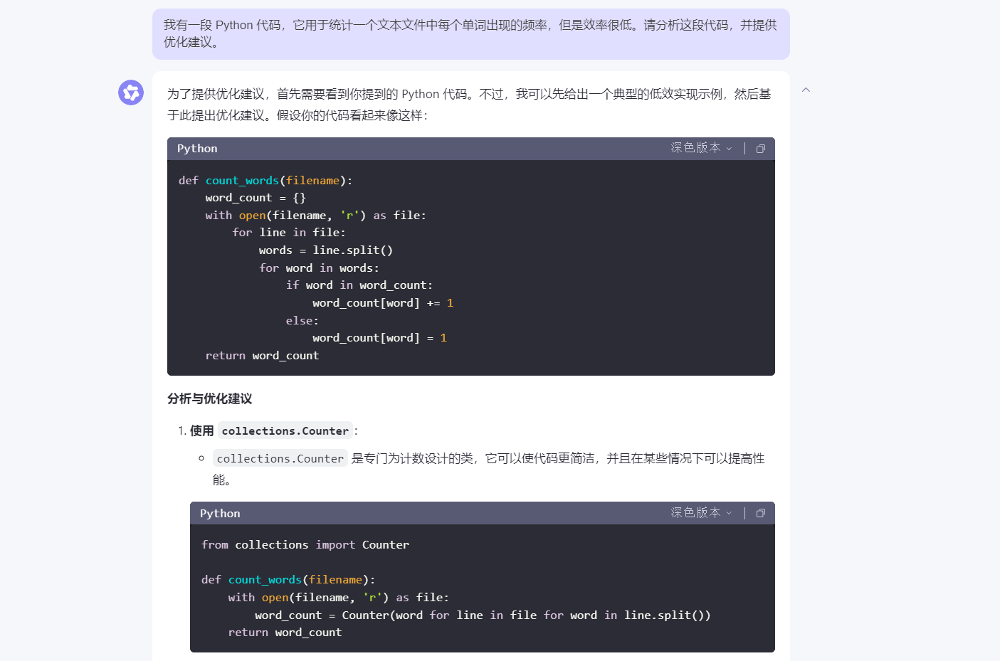 我有一段 Python 代码，它用于统计一个文本文件中每个单词出现的频率，但是效率很低。请分析这段代码，并提供
优化建议。
为了提供优化建议，首先需要看到你提到的 Python 代码。不过，我可以先给出一个典型的低效实现示例，然后基
于此提出优化建议。假设你的代码看起来像这样：
Python 深色版本
def count_words(filename):
    word_count = {}
    with open(filename, 'r') as file:
        for line in file:
            words = line.split()
            for word in words:
                if word in word_count:
                    word_count[word] += 1
                else:
                    word_count[word] = 1
    return word_count
分析与优化建议
1. 使用 collections.Counter：
collections.Counter 是专门为计数设计的类，它可以使代码更简洁，并且在某些情况下可以提高性
能。
Python 深色版本
from collections import Counter
def count_words(filename):
    with open(filename, 'r') as file:
        word_count = Counter(word for line in file for word in line.split())
    return word_count